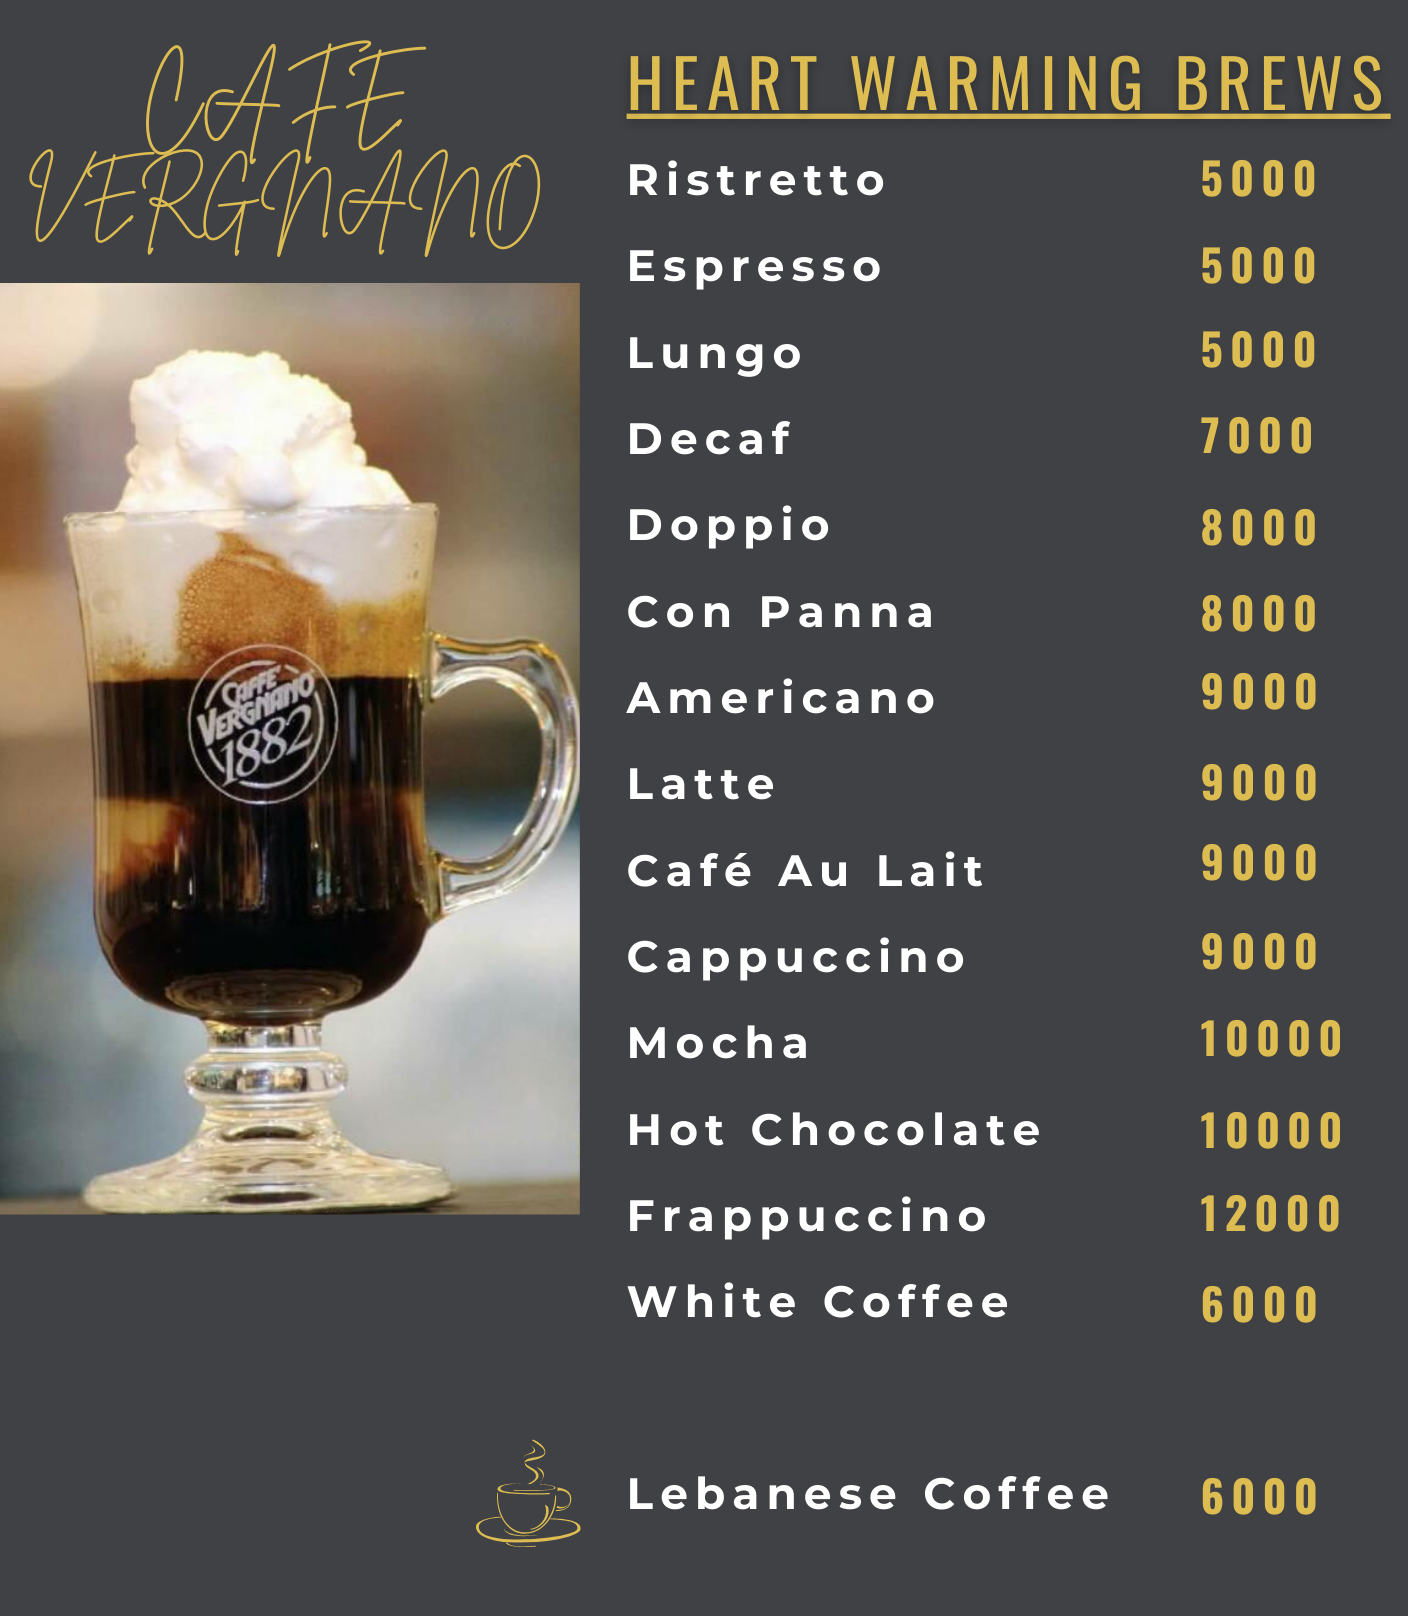 CAFE
VERGNANO
HEART WARMING BREWS
Ristretto 5000
Espresso 5000
Lungo 5000
Decaf 7000
Doppio 8000
Con Panna 8000
Americano 9000
Latte 9000
Café Au Lait 9000
Cappuccino 9000
Mocha 10000
Hot Chocolate 10000
Frappuccino 12000
White Coffee 6000
Lebanese Coffee 6000
CAFFÈ
VERGNANO
1882